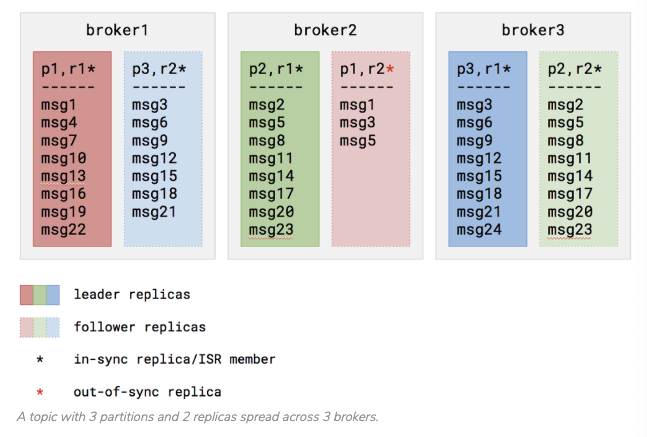 broker1
p1,r1*
------
msg1
msg4
msg7
msg10
msg13
msg16
msg19
msg22
p3,r2*
------
msg3
msg6
msg9
msg12
msg15
msg18
msg21
broker2
p2,r1*
------
msg2
msg5
msg8
msg11
msg14
msg17
msg20
msg23
p1,r2*
------
msg1
msg3
msg5
broker3
p3,r1*
------
msg3
msg6
msg9
msg12
msg15
msg18
msg21
msg24
p2,r2*
------
msg2
msg5
msg8
msg11
msg14
msg17
msg20
msg23
leader replicas
follower replicas
* in-sync replica/ISR member
* out-of-sync replica
A topic with 3 partitions and 2 replicas spread across 3 brokers.